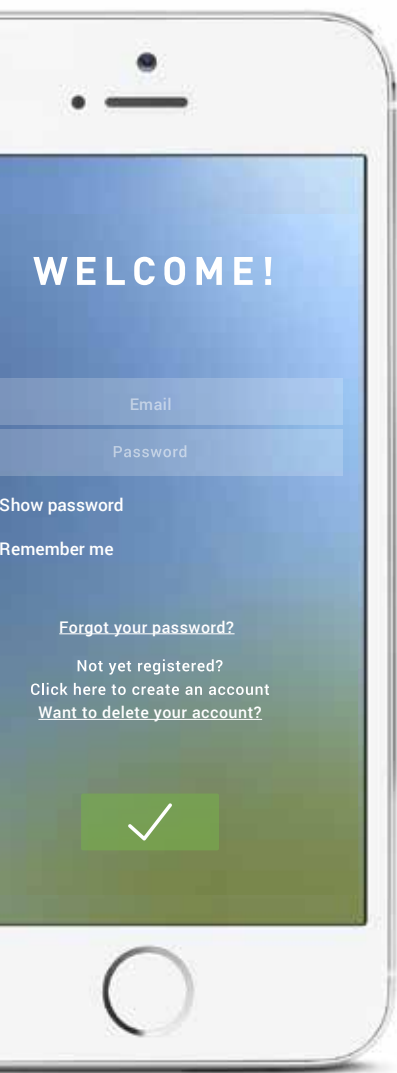 WELCOME!
Email
Password
Show password
Remember me
Forgot your password?
Not yet registered?
Click here to create an account
Want to delete your account?